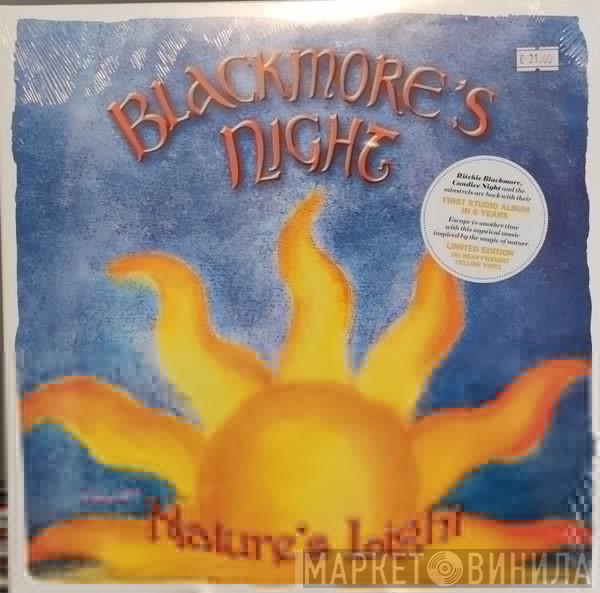 BLACKMORE'S
NIGHT
£ 21.00
Ritchie Blackmore,
Candice Night and the
minstrels are back with their
FIRST STUDIO ALBUM
IN 6 YEARS
Escape to another time
with this mystical music
inspired by the magic of nature.
LIMITED EDITION
ON HEAVYWEIGHT
YELLOW VINYL
Nature's Light
МАРКЕТ ВИНИЛА